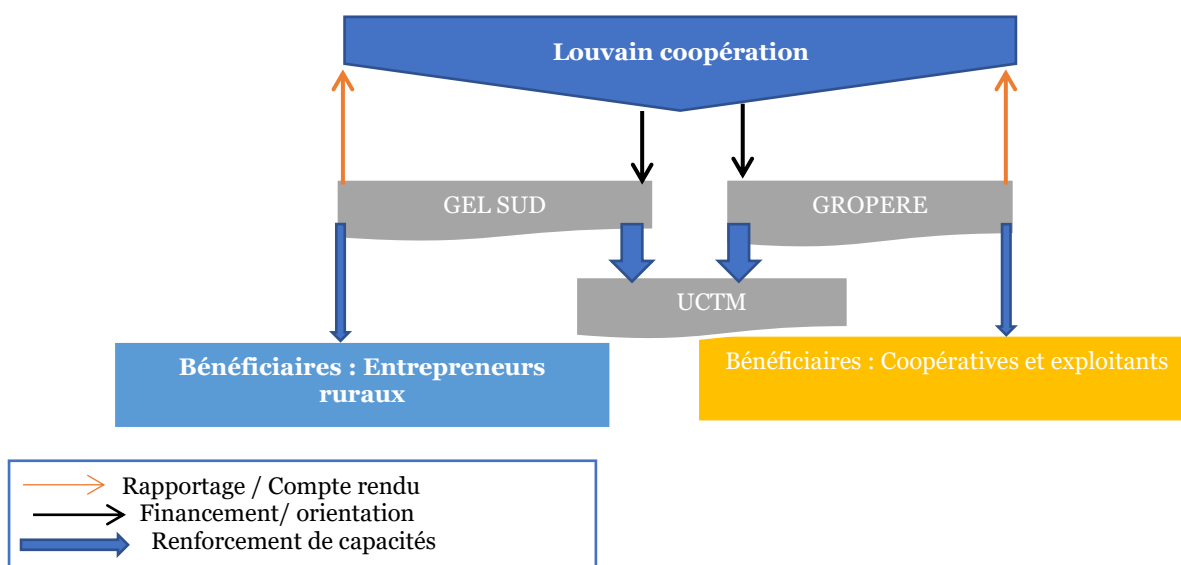 Louvain coopération
GEL SUD
GROPERE
UCTM
Bénéficiaires : Entrepreneurs
ruraux
Bénéficiaires : Coopératives et exploitants
Rapportage / Compte rendu
Financement/ orientation
Renforcement de capacités